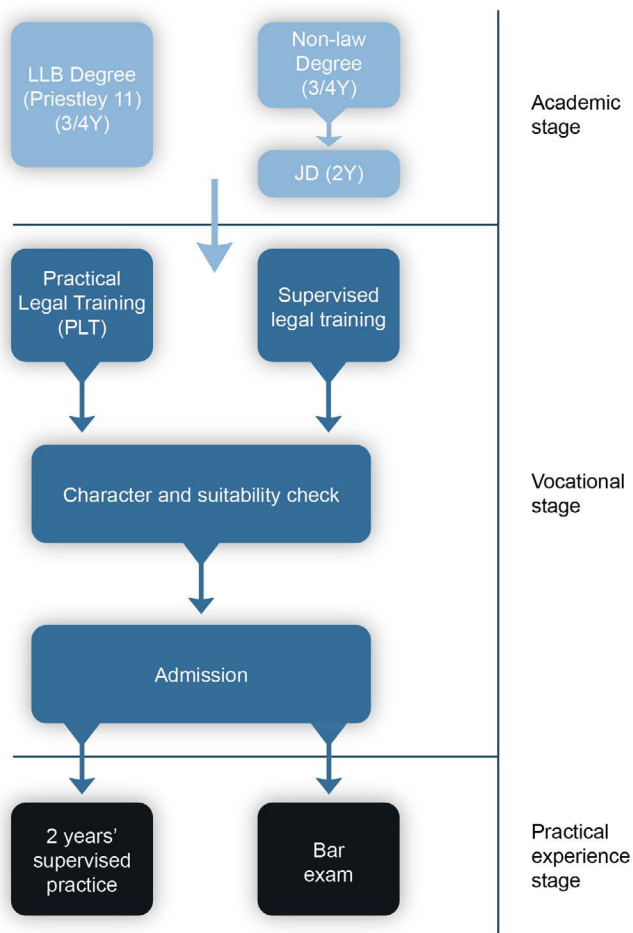 LLB Degree
(Priestley 11)
(3/4Y)
Non-law
Degree
(3/4Y)
JD (2Y)
Academic
stage
Practical
Legal Training
(PLT)
Supervised
legal training
Character and suitability check
Admission
Vocational
stage
2 years’
supervised
practice
Bar
exam
Practical
experience
stage